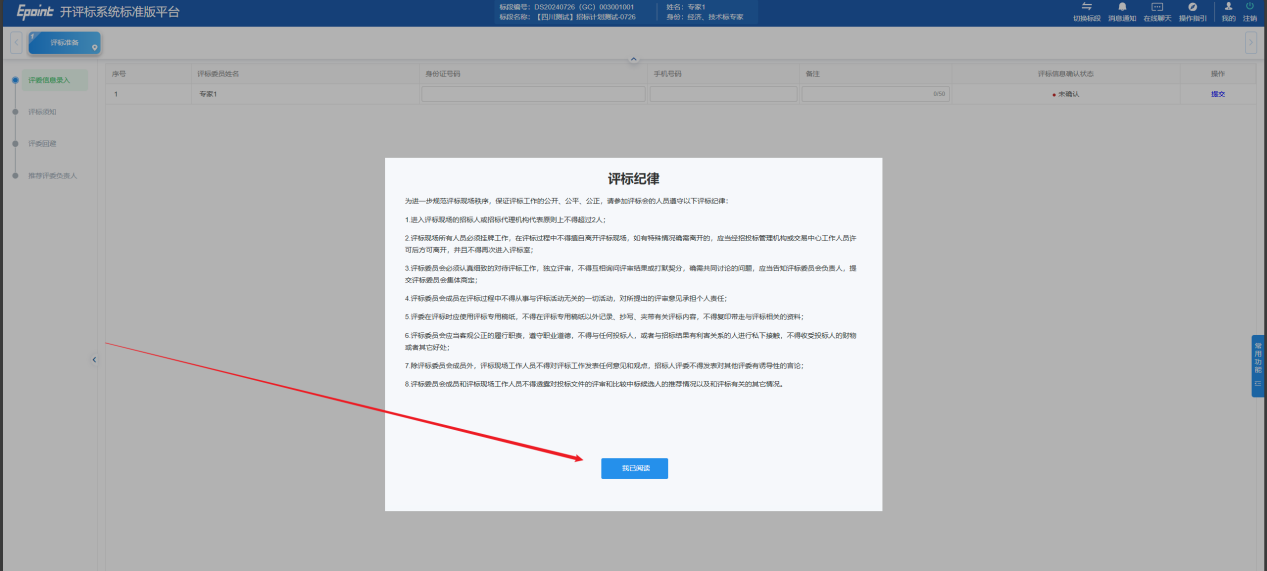 Epoint 开评标系统标准版平台
标段编号: DS20240726（GC）003001001
标段名称: 【四川测试】招标计划测试-0726
姓名: 专家1
身份: 经济、技术标专家
切换标段 消息通知 在线聊天 操作指引 我的 注销
评标准备
评委信息录入
评标须知
评委回避
推荐评委负责人
序号 评标委员姓名 身份证号码 手机号码 备注 评标信息确认状态 操作
1 专家1 0/50 未确认 提交
评标纪律
为进一步规范评标现场秩序，保证评标工作的公开、公平、公正，请参加评标会的人员遵守以下评标纪律：
1.进入评标现场的招标人或招标代理机构代表原则上不得超过2人；
2.评标现场所有人员必须挂牌工作，在评标过程中不得擅自离开评标现场，如有特殊情况确需离开的，应当经招投标管理机构或交易中心工作人员许
可后方可离开，并且不得再次进入评标室；
3.评标委员会必须认真细致的对待评标工作，独立评审，不得互相询问评审结果或打默契分，确需共同讨论的问题，应当告知评标委员会负责人，提
交评标委员会集体商定；
4.评标委员会成员在评标过程中不得从事与评标活动无关的一切活动，对所提出的评审意见承担个人责任；
5.评委在评标时应使用评标专用稿纸，不得在评标专用稿纸以外记录、抄写、夹带有关评标内容，不得复印带走与评标相关的资料；
6.评标委员会应当客观公正的履行职责，遵守职业道德，不得与任何投标人，或者与招标结果有利害关系的人进行私下接触，不得收受投标人的财物
或者其它好处；
7.除评标委员会成员外，评标现场工作人员不得对评标工作发表任何意见和观点，招标人评委不得发表对其他评委有诱导性的言论；
8.评标委员会成员和评标现场工作人员不得透露对投标文件的评审和比较中标候选人的推荐情况以及和评标有关的其它情况。
我已阅读
常用功能